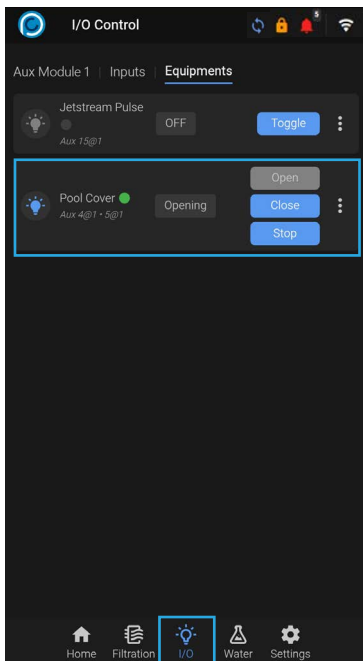 I/O Control
5
Aux Module 1 | Inputs | Equipments
Jetstream Pulse
OFF
Toggle
Aux 15@1
Open
Pool Cover
Opening
Close
Aux 4@1 • 5@1
Stop
Home Filtration I/O Water Settings